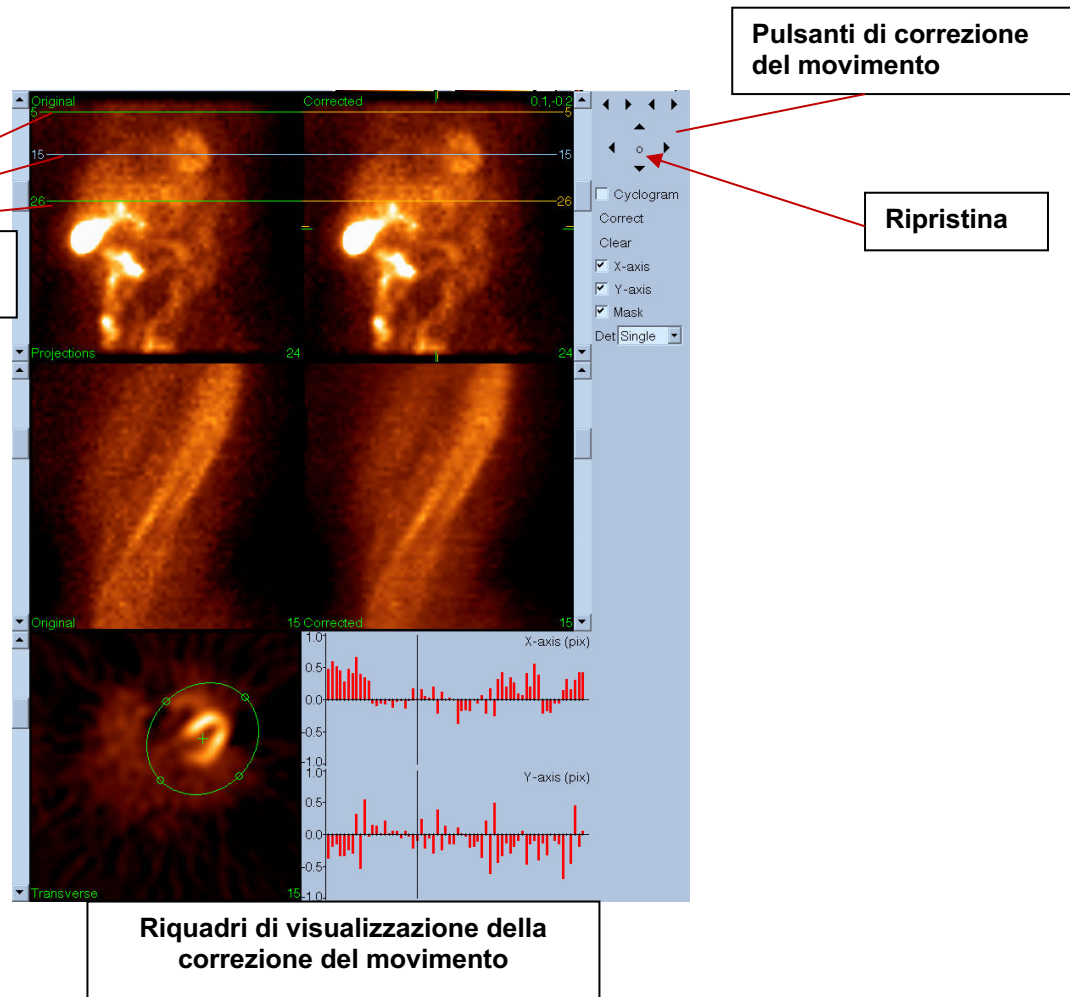 Pulsanti di correzione
del movimento
Original
Corrected
0.1,-0.2
5
5
15
15
26
26
Cyclogram
Correct
Clear
X-axis
Y-axis
Mask
Det Single
Ripristina
Projections
24
24
Original
15
Corrected
15
X-axis (pix)
1.0
0.5
0.0
-0.5
-1.0
Y-axis (pix)
1.0
0.5
0.0
-0.5
-1.0
Transverse
15
Riquadri di visualizzazione della
correzione del movimento